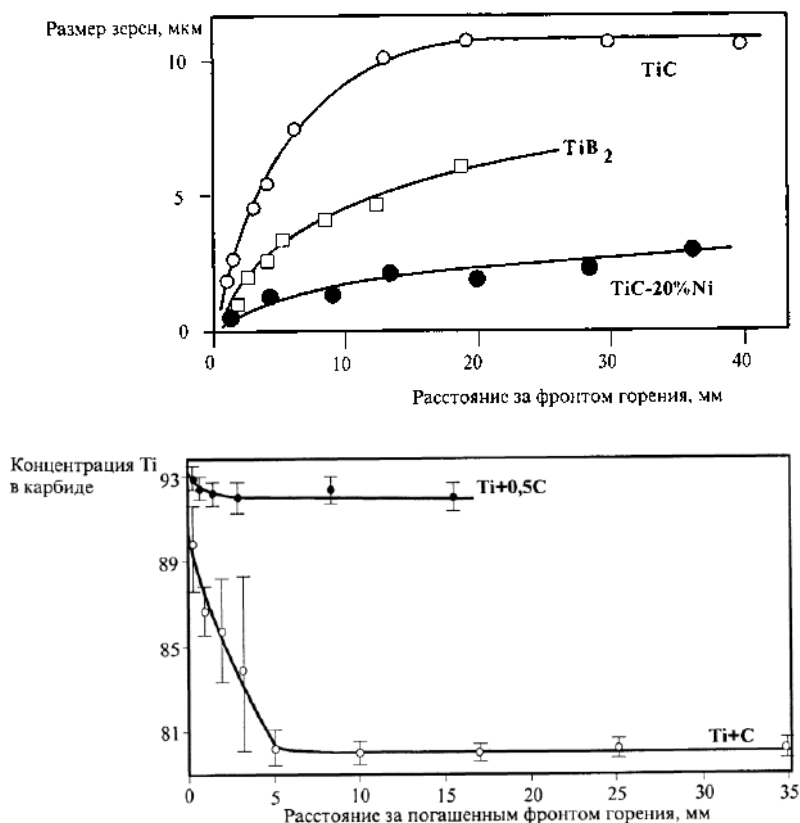 Размер зерен, мкм
10
TiC
TiB2
5
TiC-20%Ni
0
0
10
20
30
40
Расстояние за фронтом горения, мм
Концентрация Ti
в карбиде
93
Ti+0,5C
89
85
81
Ti+C
0
5
10
15
20
25
30
35
Расстояние за погашенным фронтом горения, мм